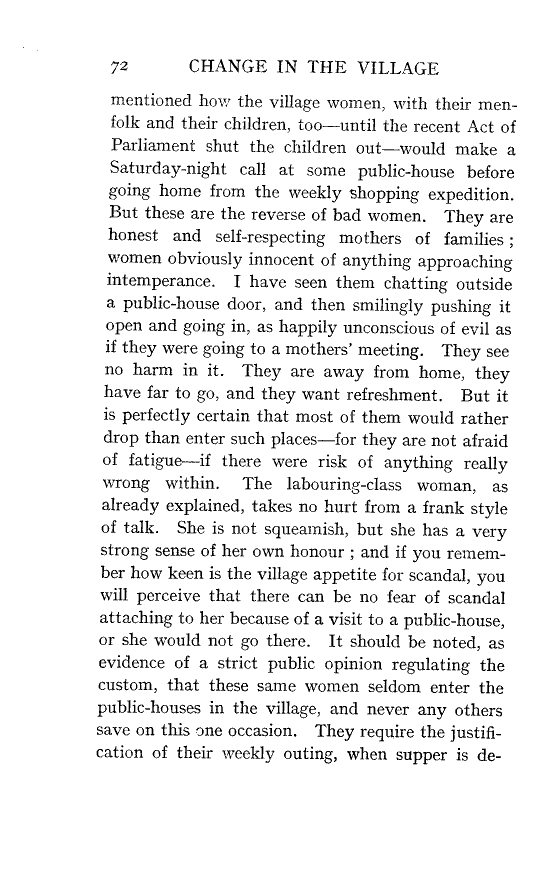 72 CHANGE IN THE VILLAGE
mentioned how the village women, with their men-
folk and their children, too—until the recent Act of
Parliament shut the children out—would make a
Saturday-night call at some public-house before
going home from the weekly shopping expedition.
But these are the reverse of bad women. They are
honest and self-respecting mothers of families ;
women obviously innocent of anything approaching
intemperance. I have seen them chatting outside
a public-house door, and then smilingly pushing it
open and going in, as happily unconscious of evil as
if they were going to a mothers' meeting. They see
no harm in it. They are away from home, they
have far to go, and they want refreshment. But it
is perfectly certain that most of them would rather
drop than enter such places—for they are not afraid
of fatigue—if there were risk of anything really
wrong within. The labouring-class woman, as
already explained, takes no hurt from a frank style
of talk. She is not squeamish, but she has a very
strong sense of her own honour ; and if you remem-
ber how keen is the village appetite for scandal, you
will perceive that there can be no fear of scandal
attaching to her because of a visit to a public-house,
or she would not go there. It should be noted, as
evidence of a strict public opinion regulating the
custom, that these same women seldom enter the
public-houses in the village, and never any others
save on this one occasion. They require the justifi-
cation of their weekly outing, when supper is de-